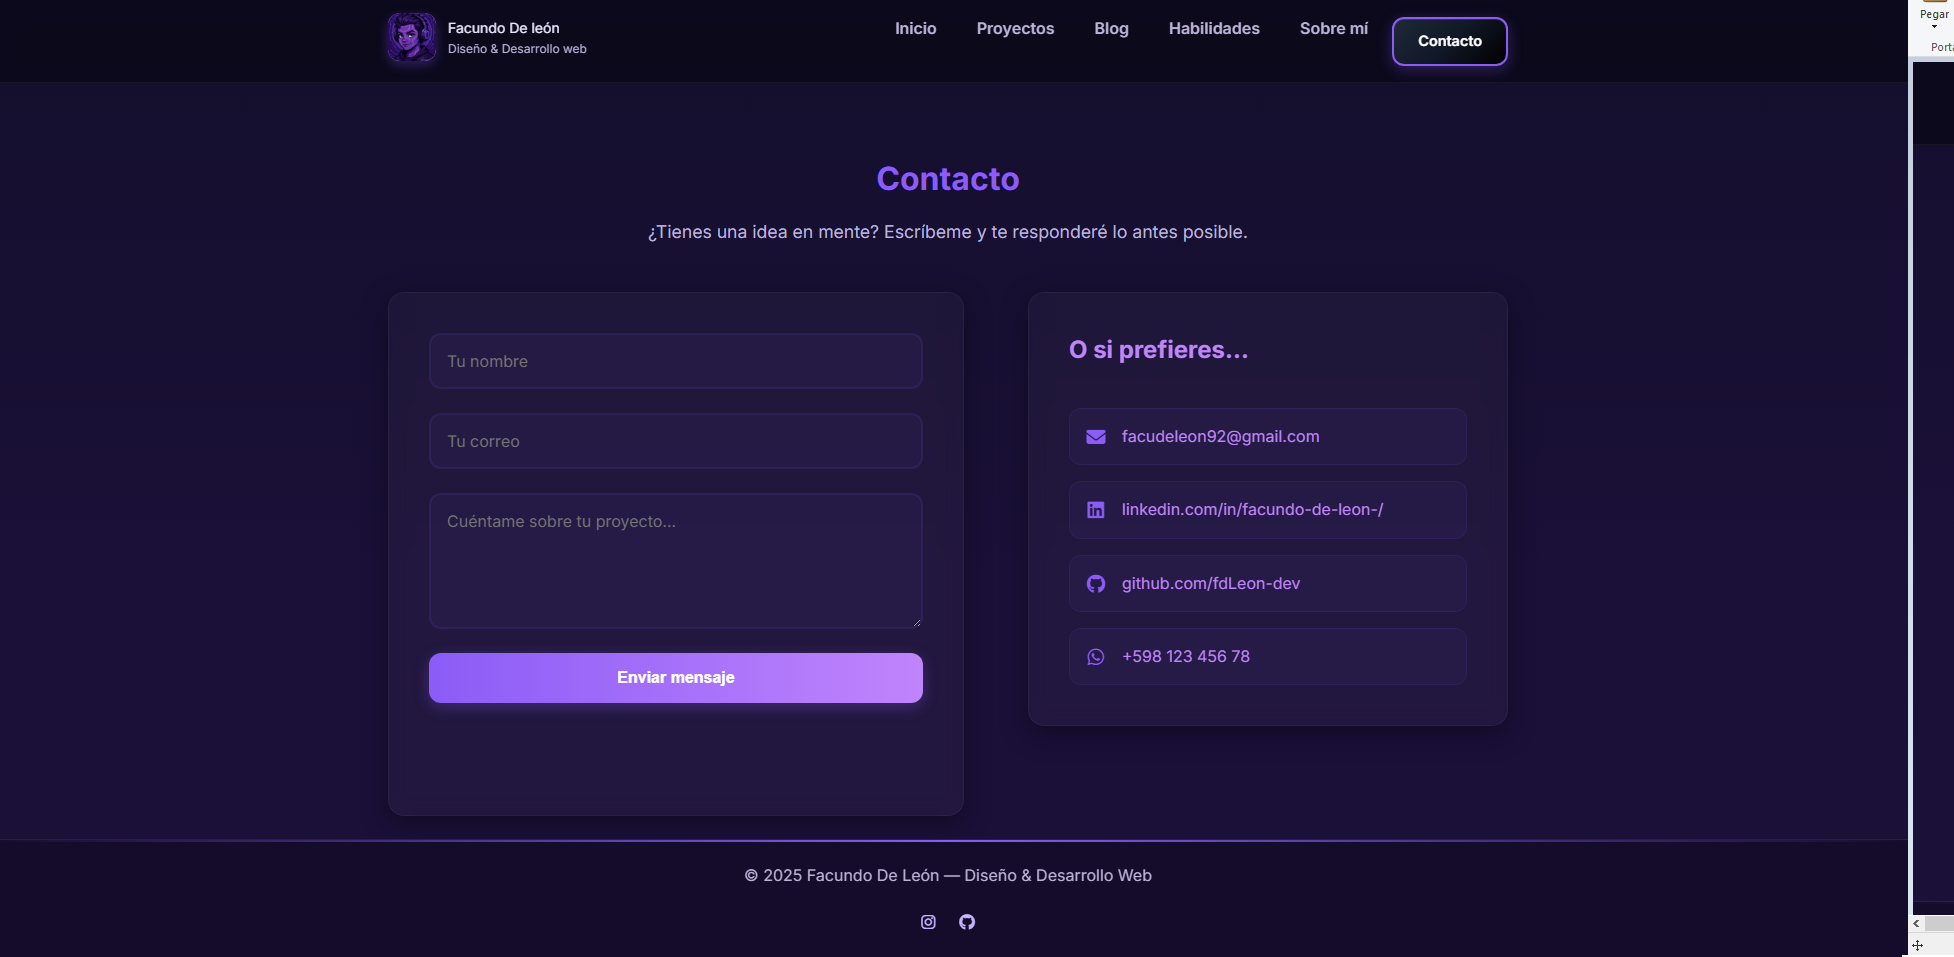 Facundo De león
Diseño & Desarrollo web
Inicio
Proyectos
Blog
Habilidades
Sobre mí
Contacto
Contacto
¿Tienes una idea en mente? Escríbeme y te responderé lo antes posible.
Tu nombre
Tu correo
Cuéntame sobre tu proyecto...
Enviar mensaje
O si prefieres...
facudeleon92@gmail.com
linkedin.com/in/facundo-de-leon-/
github.com/fdLeon-dev
+598 123 456 78
© 2025 Facundo De León — Diseño & Desarrollo Web
Pegar
Porta